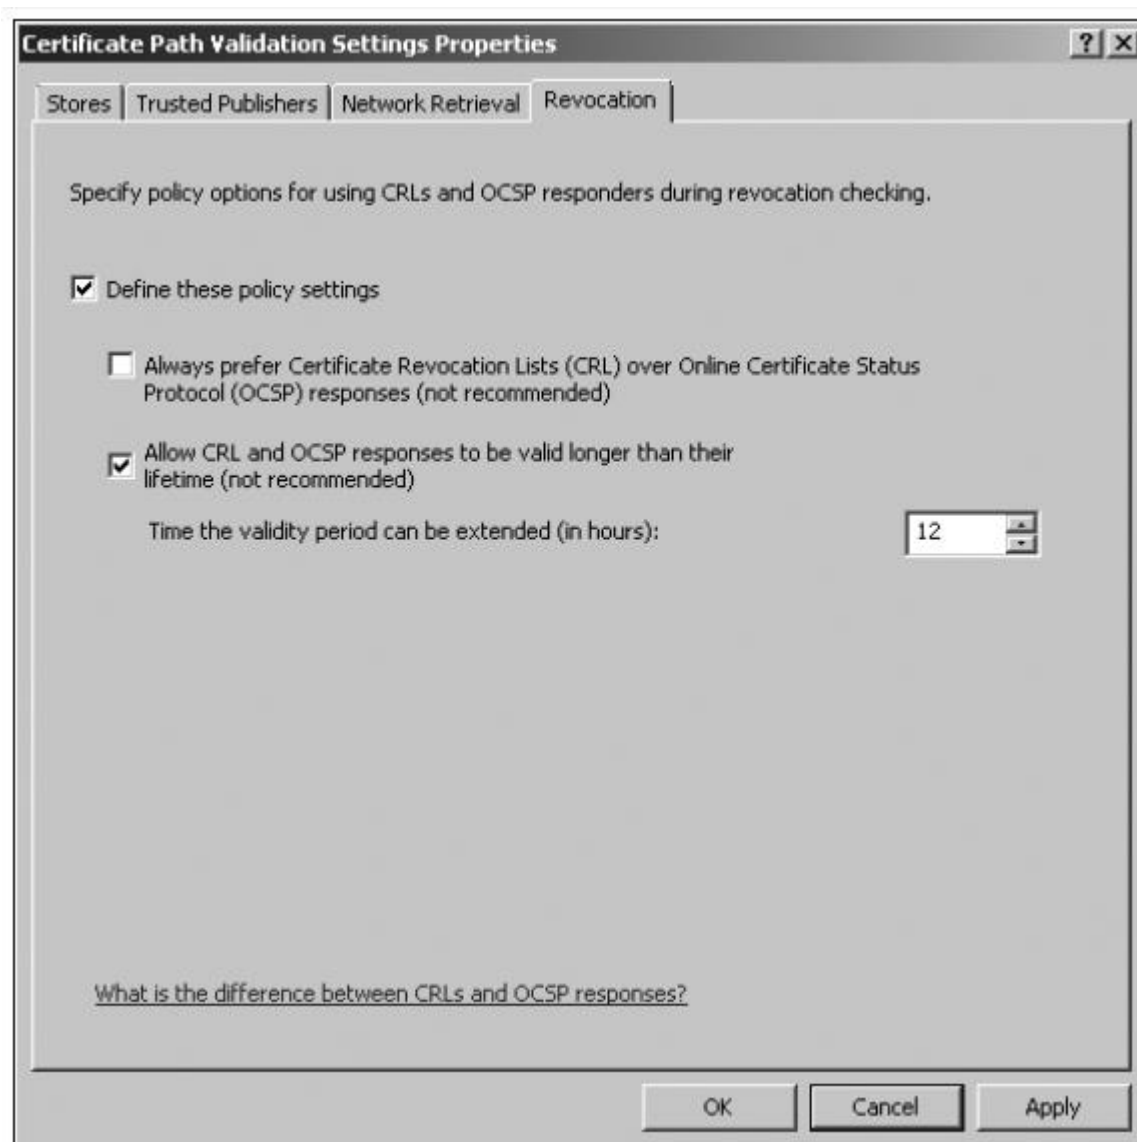 Certificate Path Validation Settings Properties
Stores
Trusted Publishers
Network Retrieval
Revocation
Specify policy options for using CRLs and OCSP responders during revocation checking.
Define these policy settings
Always prefer Certificate Revocation Lists (CRL) over Online Certificate Status
Protocol (OCSP) responses (not recommended)
Allow CRL and OCSP responses to be valid longer than their
lifetime (not recommended)
Time the validity period can be extended (in hours):
12
What is the difference between CRLs and OCSP responses?
OK
Cancel
Apply